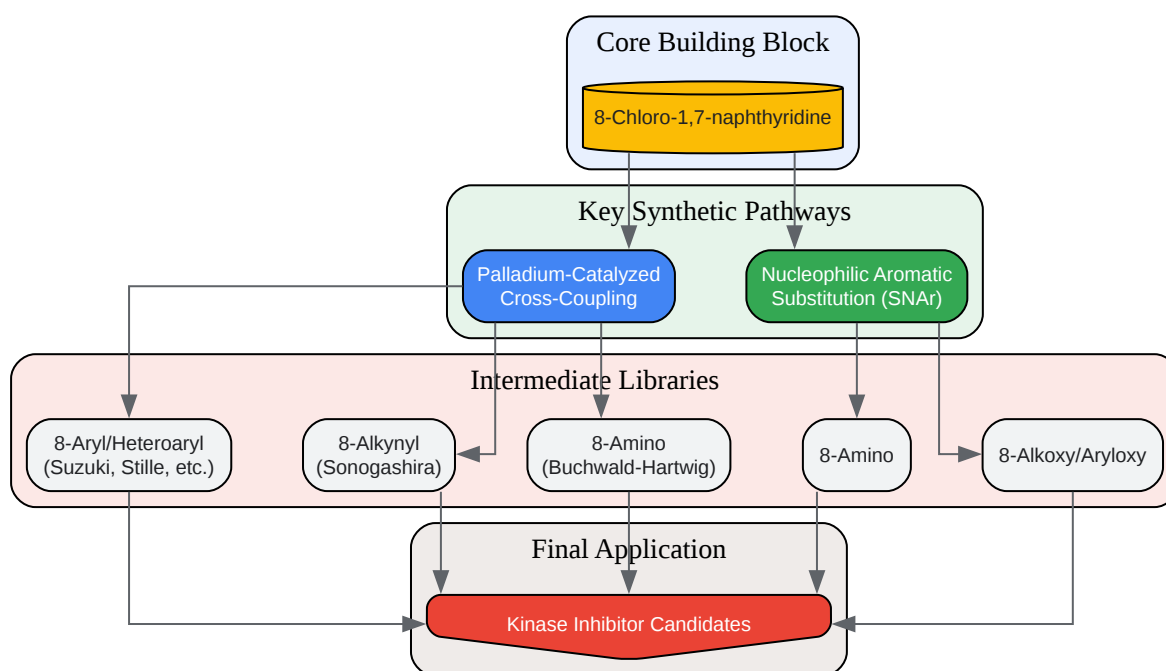 Core Building Block
8-Chloro-1,7-naphthyridine
Key Synthetic Pathways
Palladium-Catalyzed
Cross-Coupling
Nucleophilic Aromatic
Substitution (SNAr)
Intermediate Libraries
8-Aryl/Heteroaryl
(Suzuki, Stille, etc.)
8-Alkynyl
(Sonogashira)
8-Amino
(Buchwald-Hartwig)
8-Amino
8-Alkoxy/Aryloxy
Final Application
Kinase Inhibitor Candidates